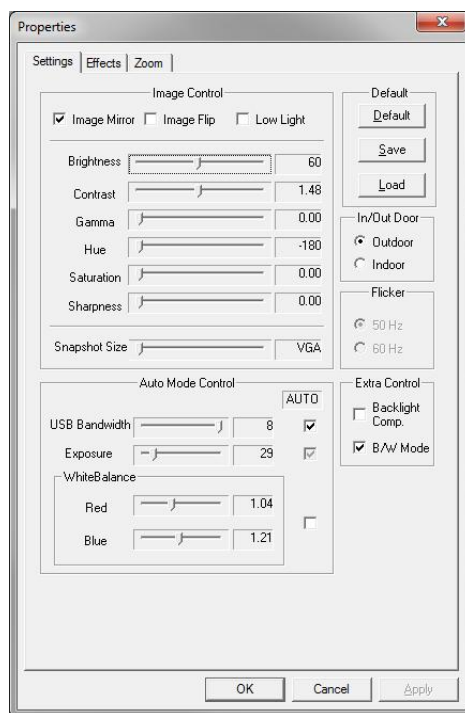 Properties
Settings Effects Zoom
Image Control
Image Mirror Image Flip Low Light
Brightness 60
Contrast 1.48
Gamma 0.00
Hue -180
Saturation 0.00
Sharpness 0.00
Snapshot Size VGA
Auto Mode Control
AUTO
USB Bandwidth 8
Exposure 29
WhiteBalance
Red 1.04
Blue 1.21
Default
Default
Save
Load
In/Out Door
Outdoor
Indoor
Flicker
50 Hz
60 Hz
Extra Control
Backlight
Comp.
B/W Mode
OK Cancel Apply